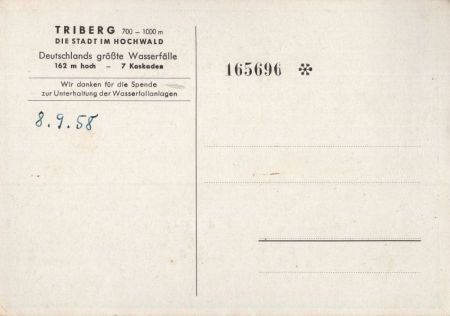 TRIBERG 700 – 1000 m
DIE STADT IM HOCHWALD
Deutschlands größte Wasserfälle
162 m hoch – 7 Kaskaden
Wir danken für die Spende
zur Unterhaltung der Wasserfallanlagen
8.9.58
165696 ✻